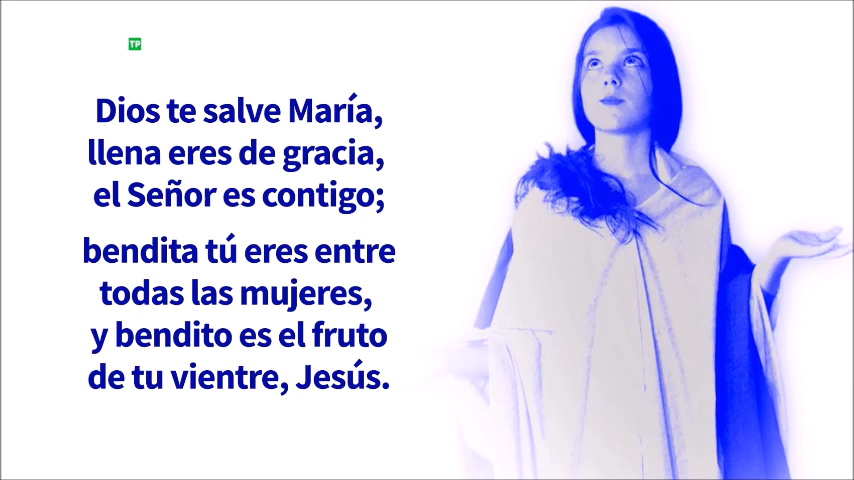 TP
Dios te salve María,
llena eres de gracia,
el Señor es contigo;
bendita tú eres entre
todas las mujeres,
y bendito es el fruto
de tu vientre, Jesús.